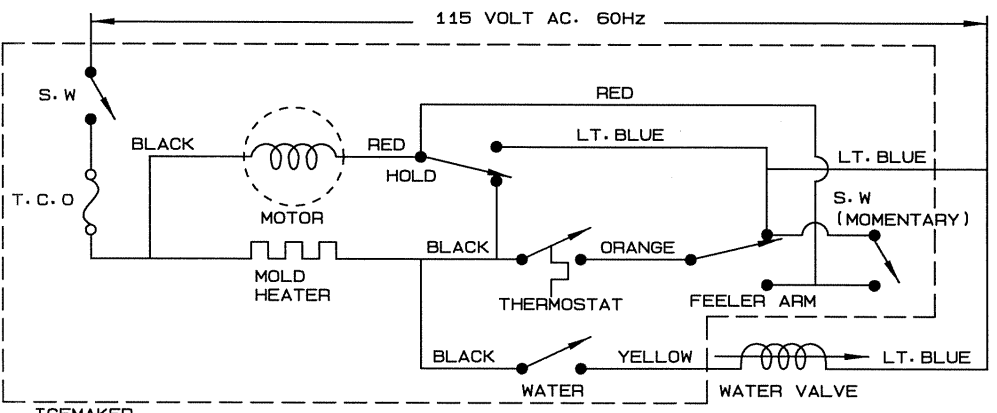 115 VOLT AC. 60Hz
S.W
RED
BLACK
RED
LT.BLUE
HOLD
LT.BLUE
T.C.O
MOTOR
S.W
(MOMENTARY)
BLACK
ORANGE
MOLD
HEATER
THERMOSTAT
FEELER ARM
BLACK
YELLOW
LT.BLUE
WATER
WATER VALVE
ICEMAKER